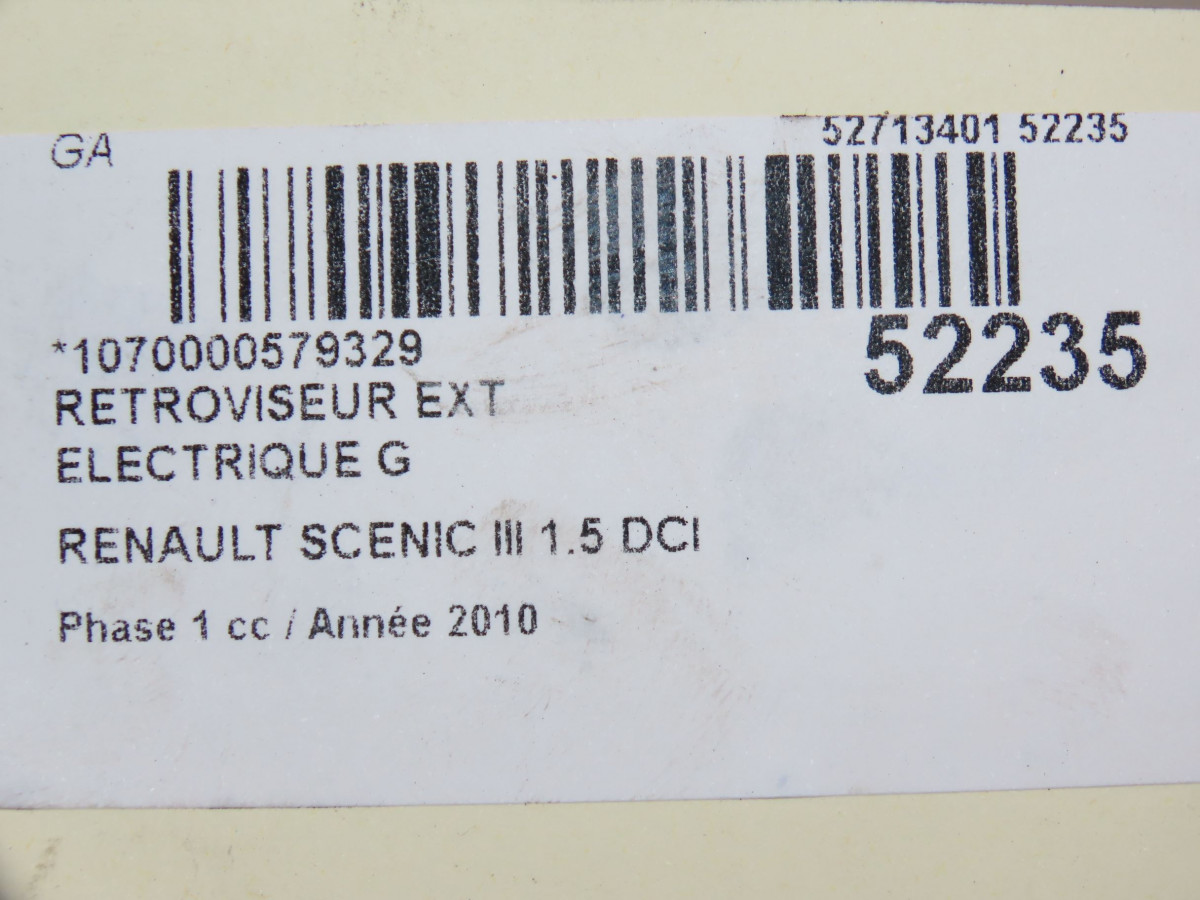 GA
52713401 52235
*1070000579329
52235
RETROVISEUR EXT
ELECTRIQUE G
RENAULT SCENIC III 1.5 DCI
Phase 1 cc / Année 2010